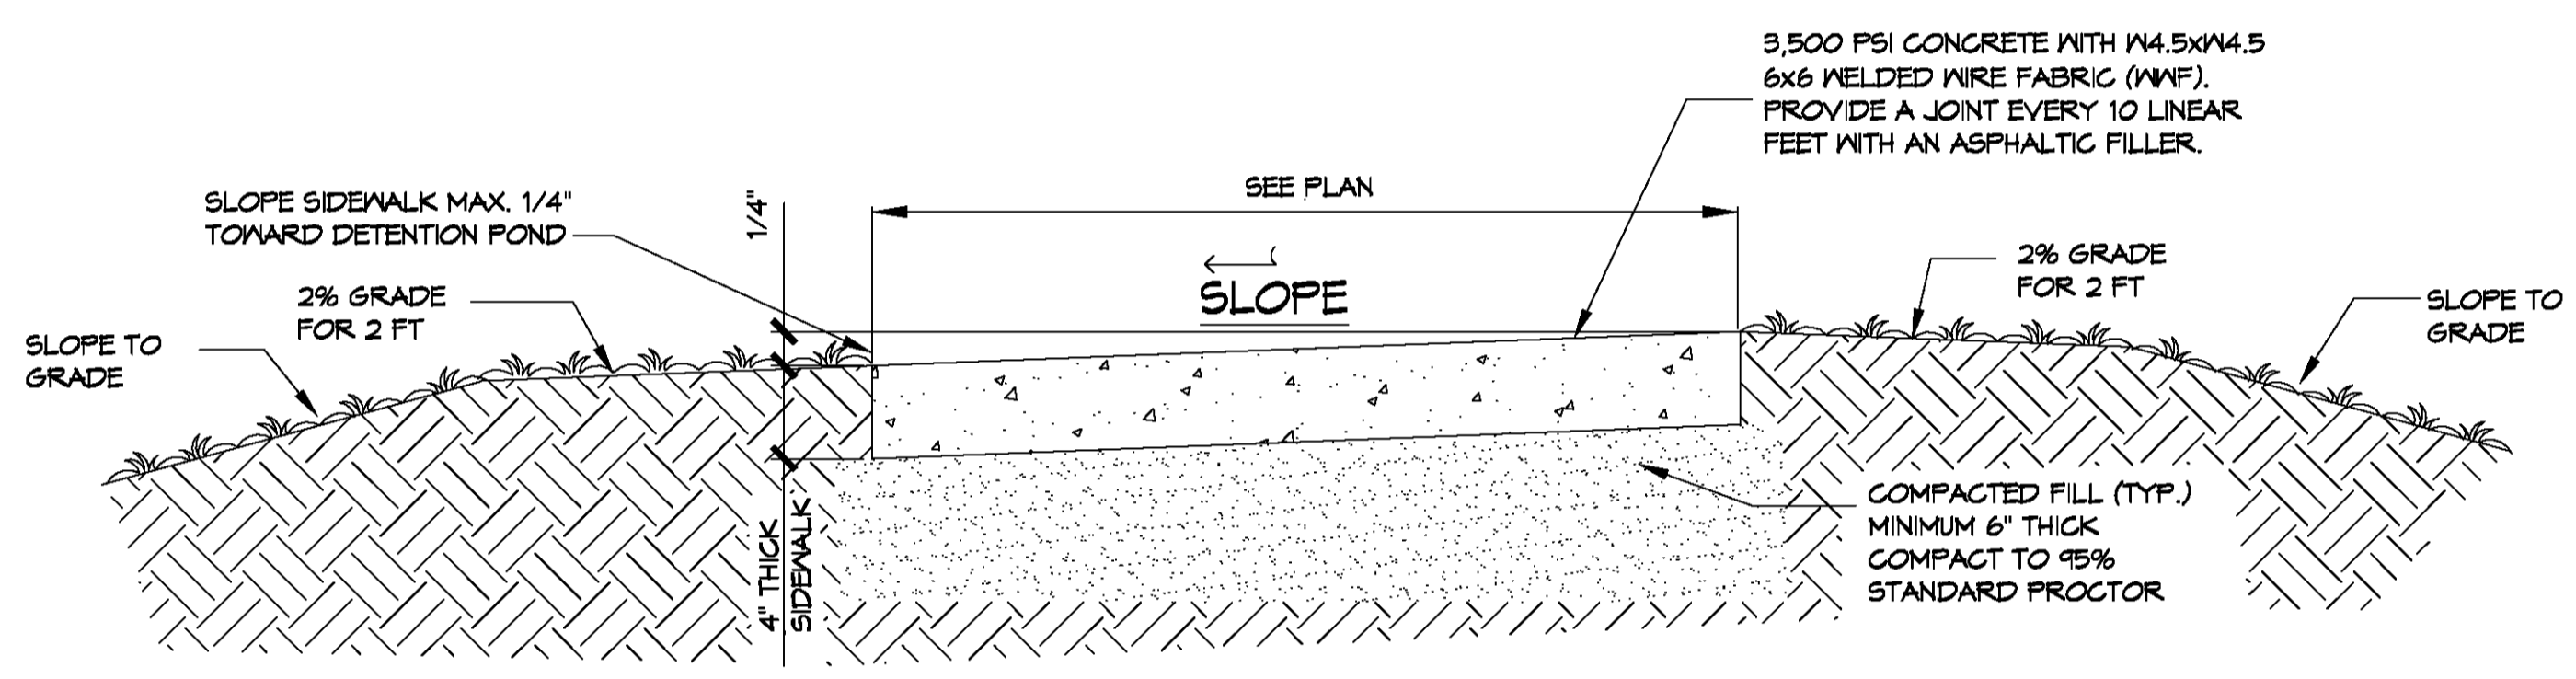 3,500 PSI CONCRETE WITH W4.5xW4.5
6x6 WELDED WIRE FABRIC (WWF).
PROVIDE A JOINT EVERY 10 LINEAR
FEET WITH AN ASPHALTIC FILLER.
SEE PLAN
SLOPE SIDEWALK MAX. 1/4"
TOWARD DETENTION POND
1/4"
SLOPE
2% GRADE
FOR 2 FT
2% GRADE
FOR 2 FT
SLOPE TO
GRADE
SLOPE TO
GRADE
4" THICK
SIDEWALK
COMPACTED FILL (TYP.)
MINIMUM 6" THICK
COMPACT TO 95%
STANDARD PROCTOR